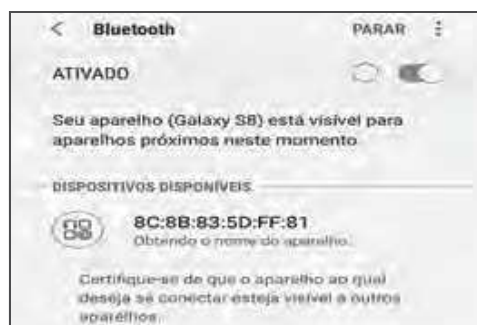 Bluetooth PARAR
ATIVADO
Seu aparelho (Galaxy S8) está visível para
aparelhos próximos neste momento
DISPOSITIVOS DISPONÍVEIS
8C:8B:83:5D:FF:81
Obtendo o nome do aparelho..
Certifique-se de que o aparelho ao qual
deseja se conectar esteja visível a outros
aparelhos.